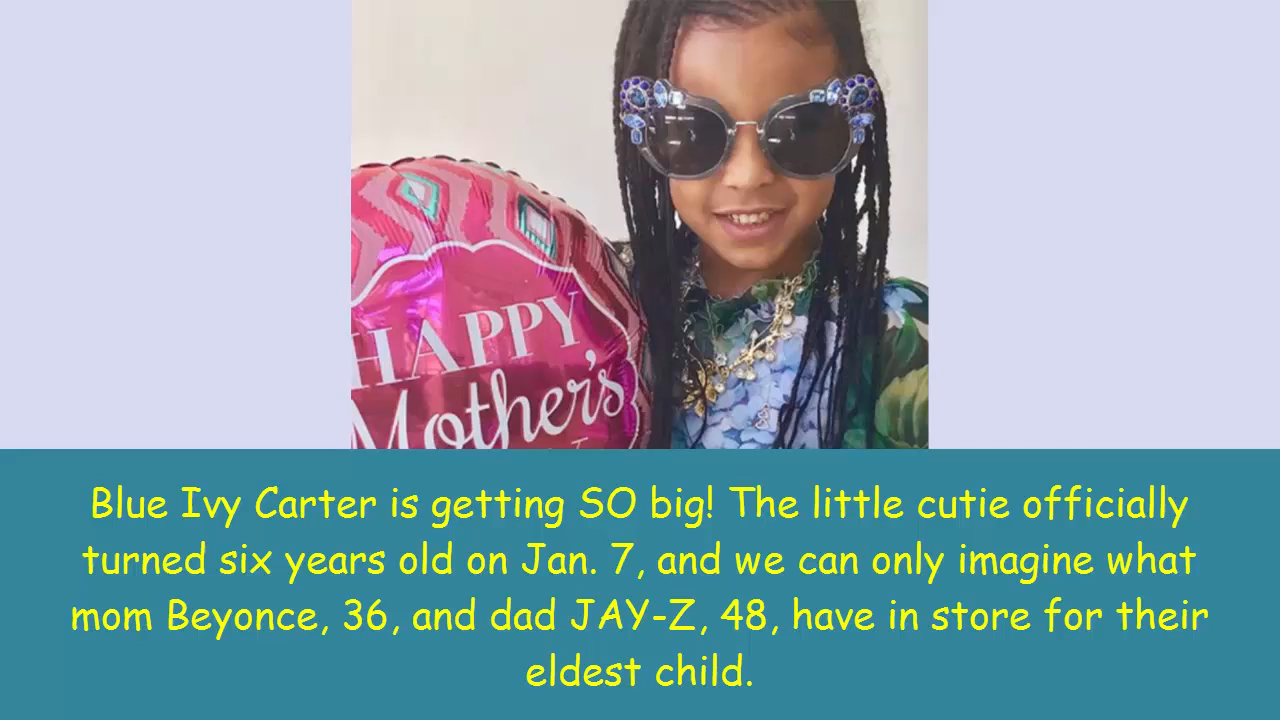 HAPPY
Mother's
Blue Ivy Carter is getting SO big! The little cutie officially
turned six years old on Jan. 7, and we can only imagine what
mom Beyonce, 36, and dad JAY-Z, 48, have in store for their
eldest child.